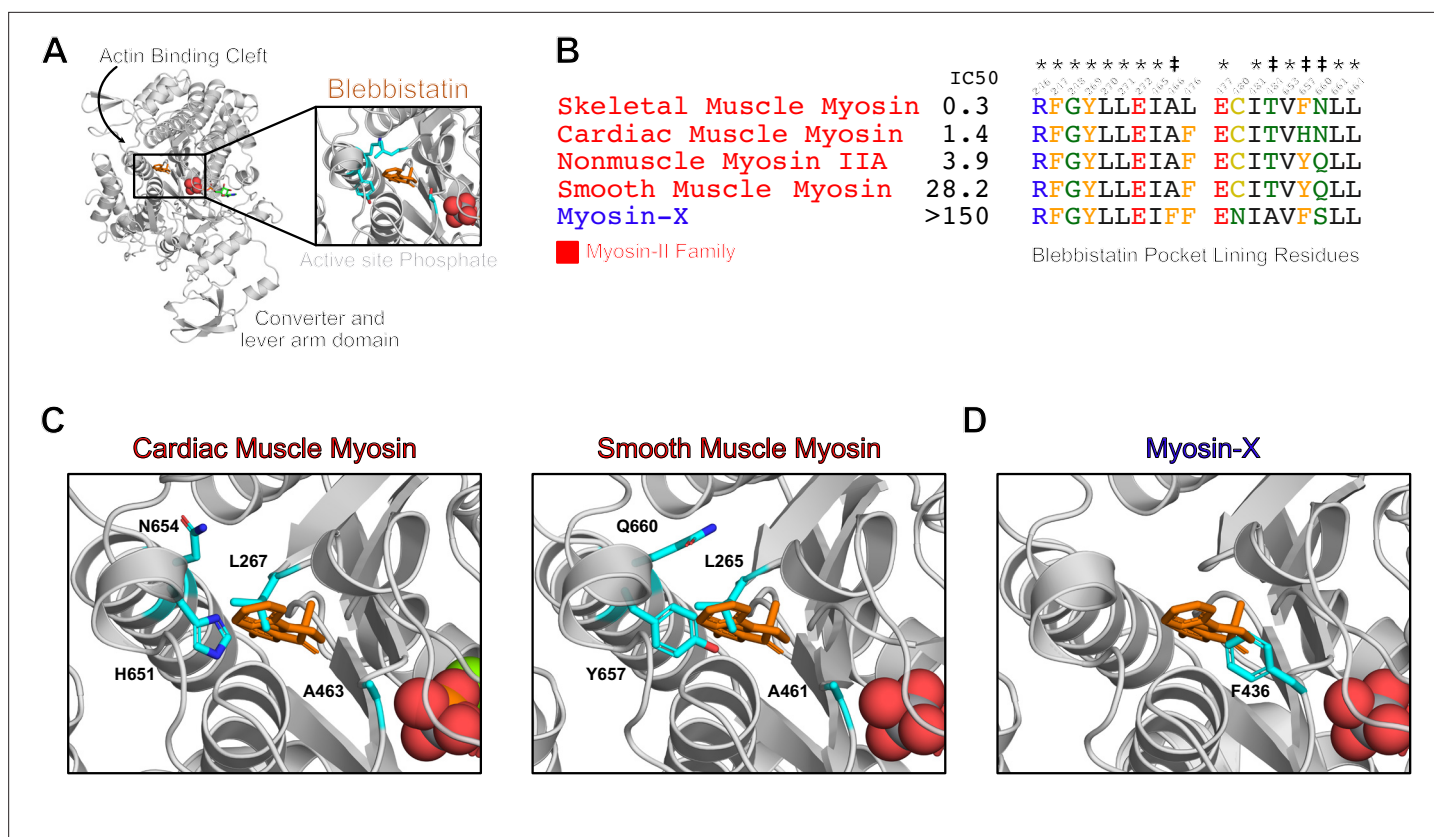 A
Actin Binding Cleft
Blebbistatin
Active site Phosphate
Converter and
lever arm domain
B
IC50
*********‡ * *‡*‡‡**
Skeletal Muscle Myosin 0.3 RFGYLLEIAL ECITVFNLL
Cardiac Muscle Myosin 1.4 RFGYLLEIAF ECITVHNLL
Nonmuscle Myosin IIA 3.9 RFGYLLEIAF ECITVYQLL
Smooth Muscle Myosin 28.2 RFGYLLEIAF ECITVYQLL
Myosin-X >150 RFGYLLEIFF ENIAVFSLL
Myosin-II Family
Blebbistatin Pocket Lining Residues
C
Cardiac Muscle Myosin
N654
L267
H651
A463
Smooth Muscle Myosin
Q660
L265
Y657
A461
D
Myosin-X
F436